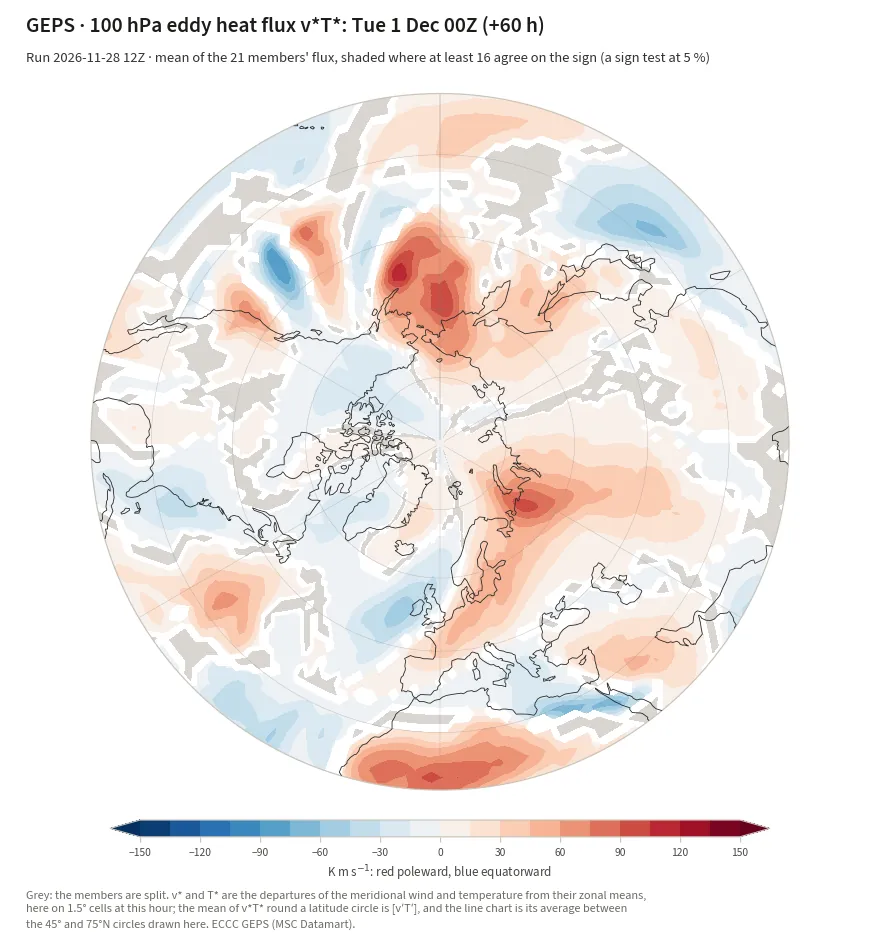 GEPS · 100 hPa eddy heat flux v*T*: Tue 1 Dec 00Z (+60 h)
Run 2026-11-28 12Z · mean of the 21 members' flux, shaded where at least 16 agree on the sign (a sign test at 5 %)
−150 −120 −90 −60 −30 0 30 60 90 120 150
K m s⁻¹: red poleward, blue equatorward
Grey: the members are split. v* and T* are the departures of the meridional wind and temperature from their zonal means,
here on 1.5° cells at this hour; the mean of v*T* round a latitude circle is [v'T'], and the line chart is its average between
the 45° and 75°N circles drawn here. ECCC GEPS (MSC Datamart).